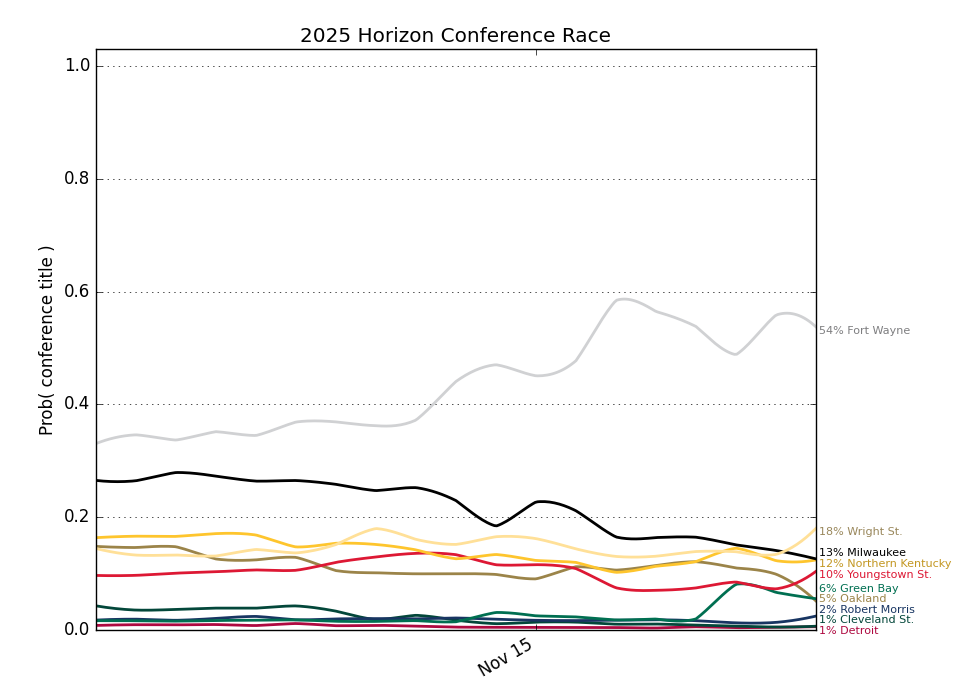 2025 Horizon Conference Race
Prob( conference title )
1.0
0.8
0.6
0.4
0.2
0.0
Nov 15
54% Fort Wayne
18% Wright St.
13% Milwaukee
12% Northern Kentucky
10% Youngstown St.
6% Green Bay
5% Oakland
2% Robert Morris
1% Cleveland St.
1% Detroit